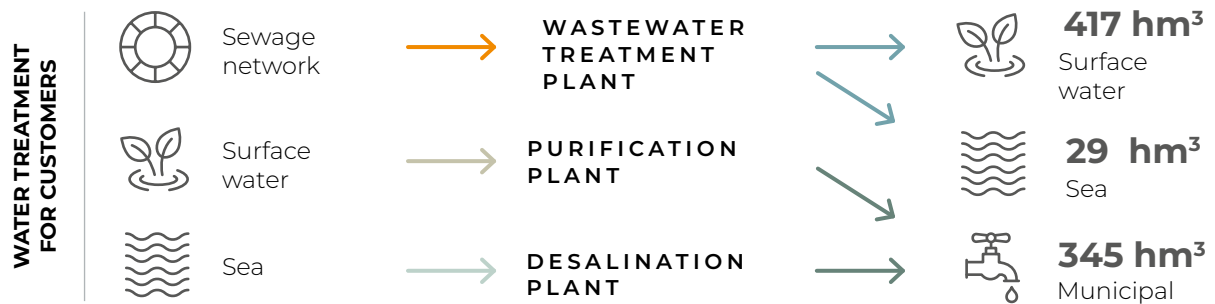 WATER TREATMENT
FOR CUSTOMERS
Sewage
network
WASTEWATER
TREATMENT
PLANT
417 hm³
Surface
water
Surface
water
PURIFICATION
PLANT
29 hm³
Sea
Sea
DESALINATION
PLANT
345 hm³
Municipal